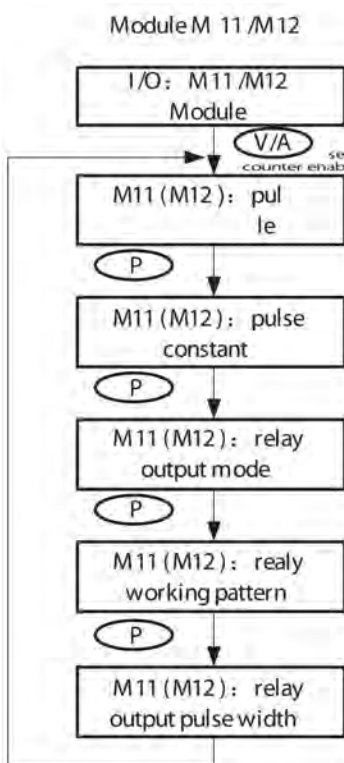 Module M 11/M12
I/O: M11/M12
Module
V/A
se
counter enab
M11 (M12): pul
le
P
M11 (M12): pulse
constant
P
M11 (M12): relay
output mode
P
M11 (M12): realy
working pattern
P
M11 (M12): relay
output pulse width